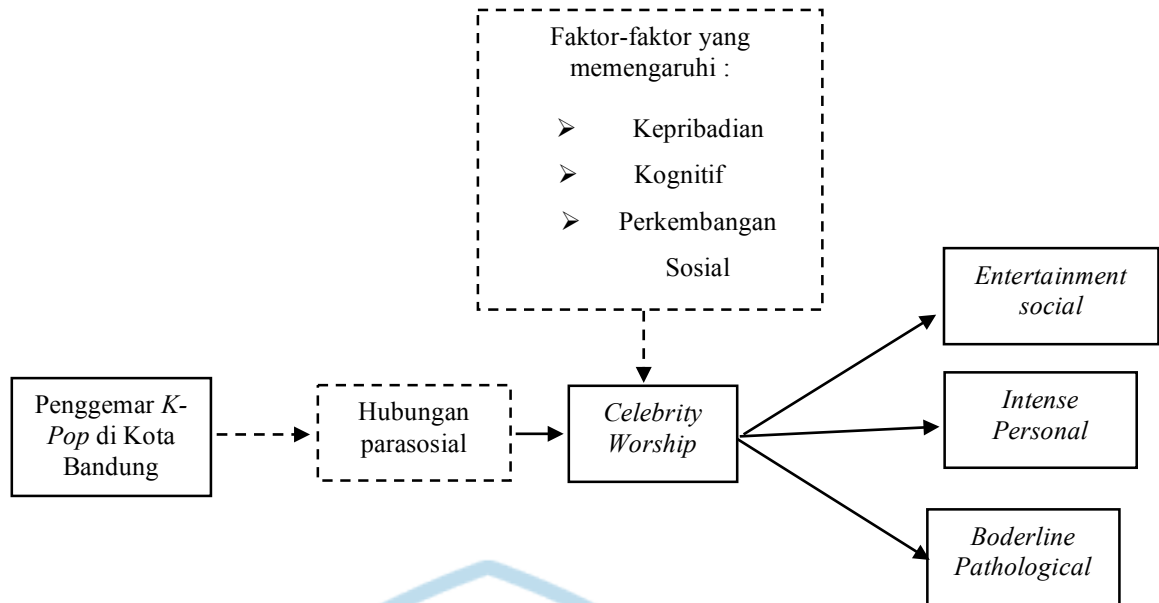 Faktor-faktor yang
memengaruhi :
➢ Kepribadian
➢ Kognitif
➢ Perkembangan
Sosial
Penggemar K-
Pop di Kota
Bandung
Hubungan
parasosial
Celebrity
Worship
Entertainment
social
Intense
Personal
Boderline
Pathological